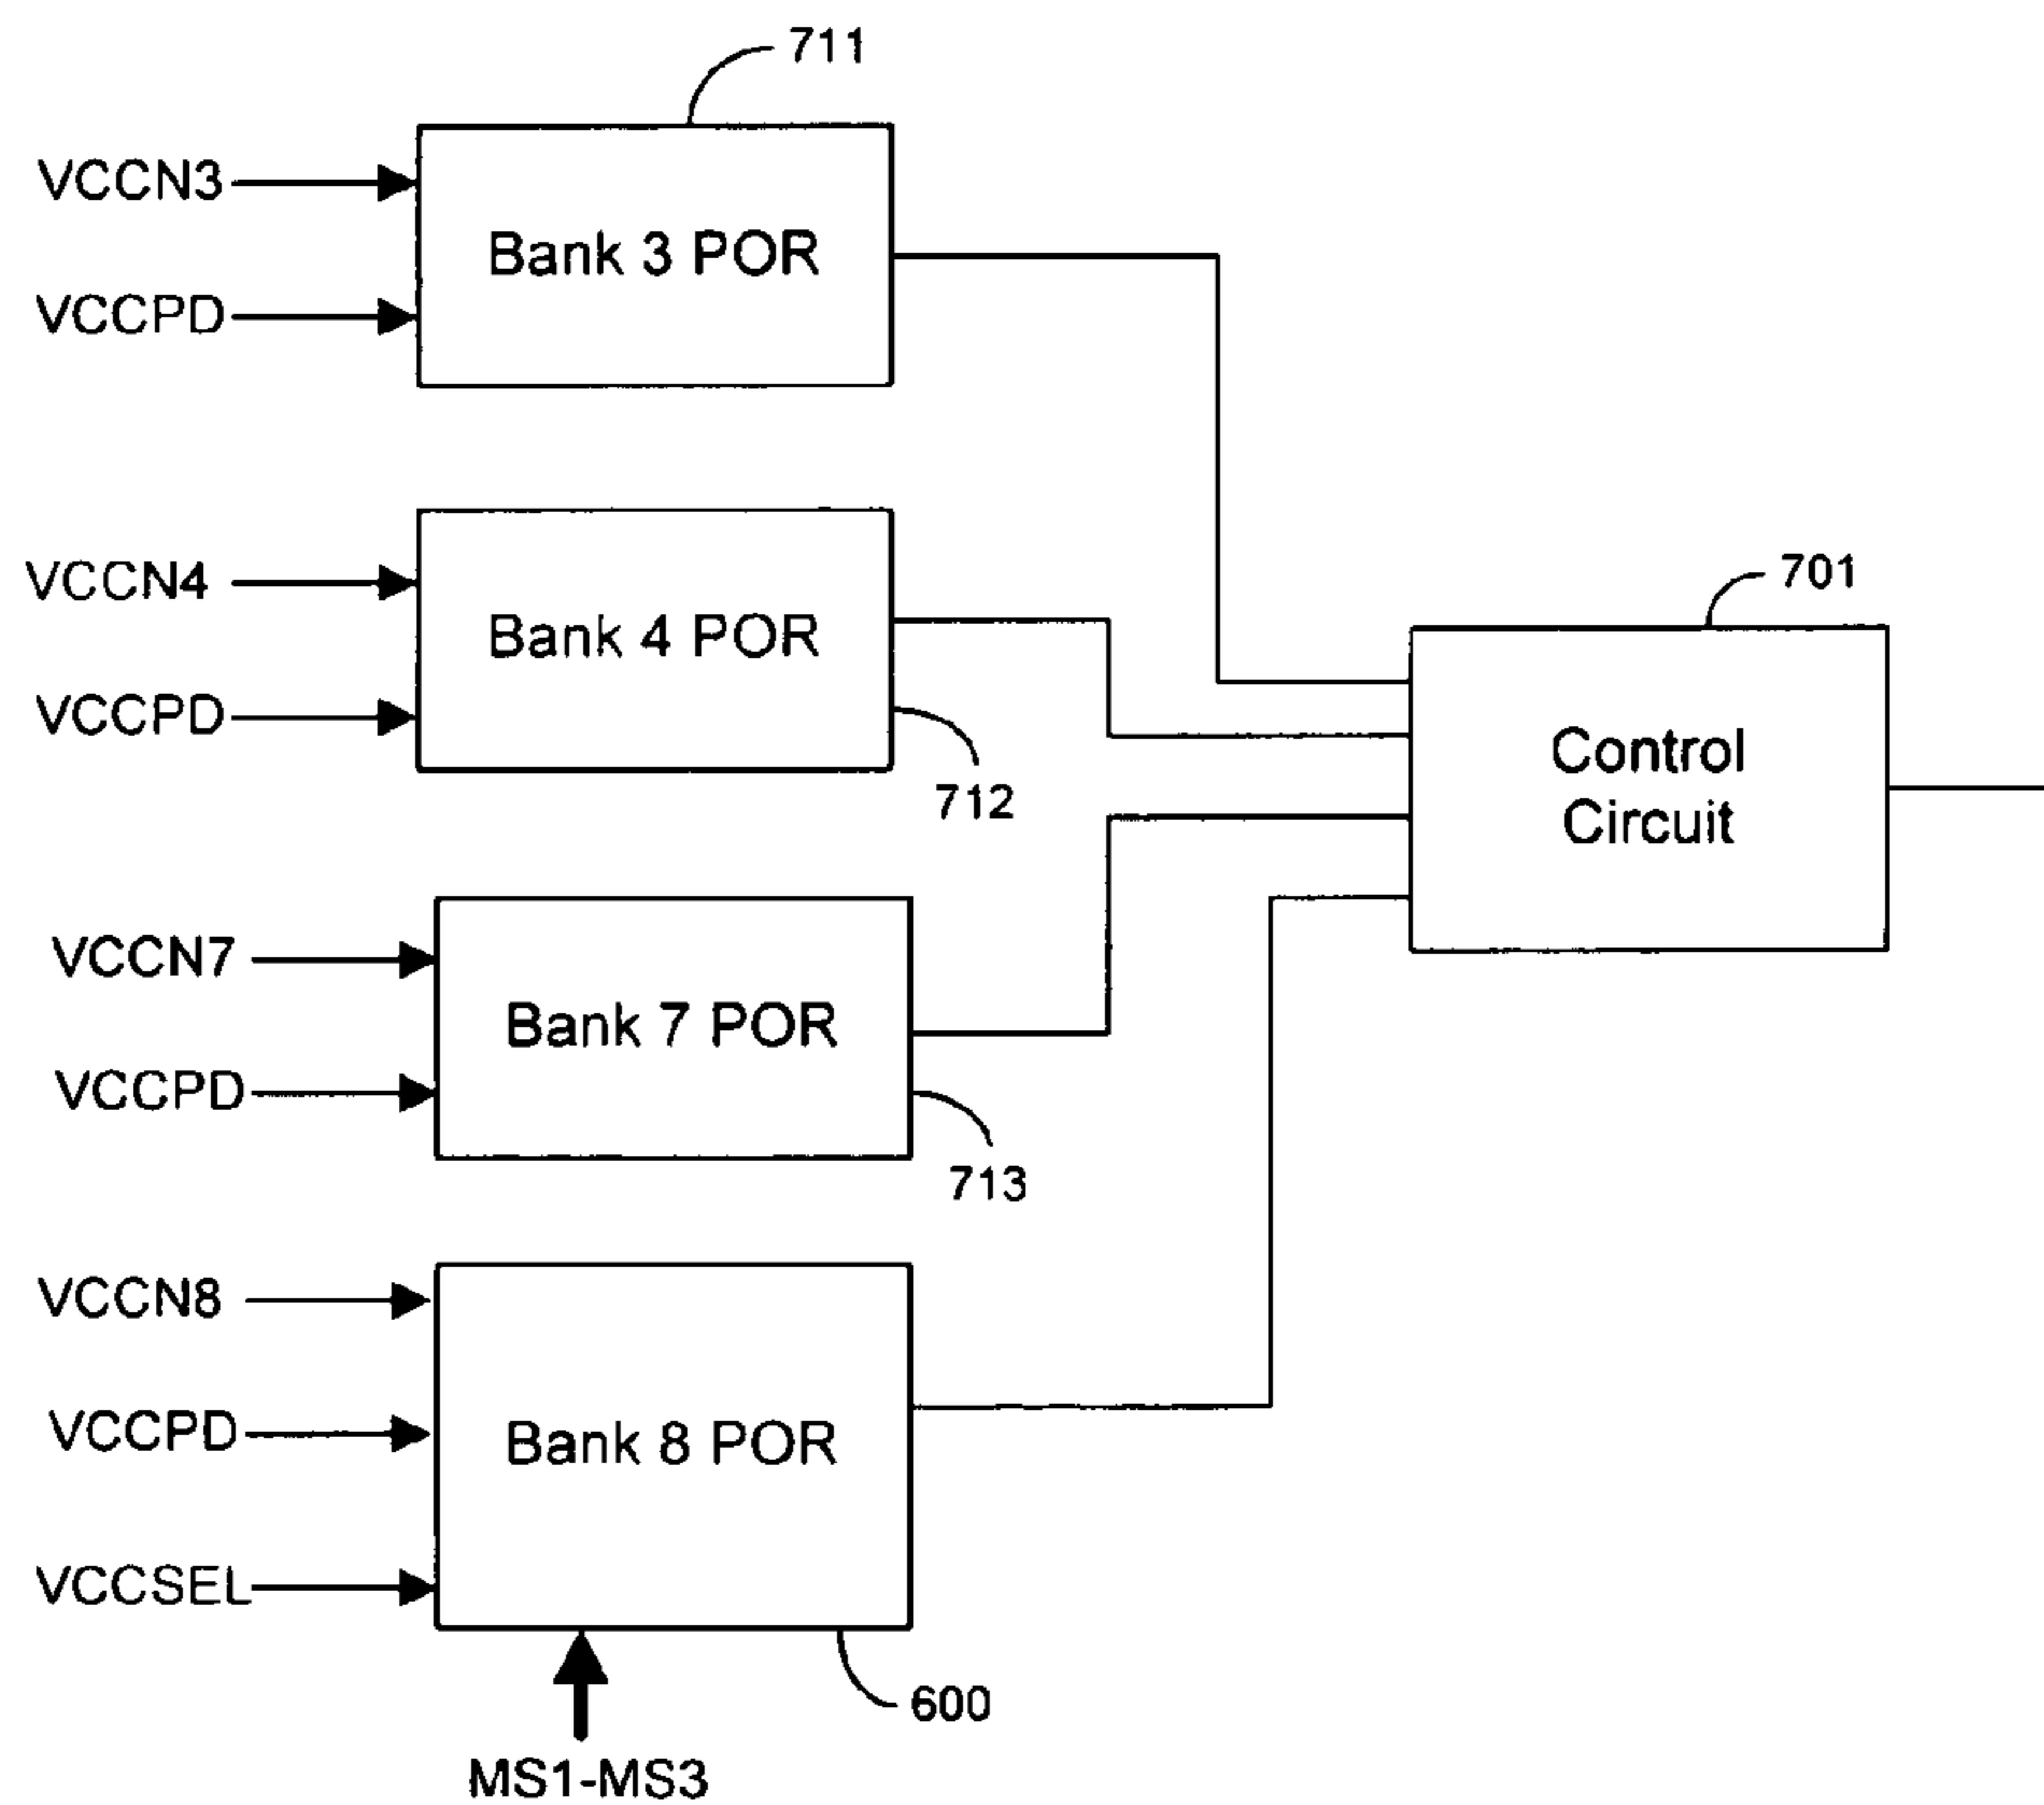 711
VCCN3
Bank 3 POR
VCCPD
VCCN4
Bank 4 POR
VCCPD
712
701
Control
Circuit
VCCN7
Bank 7 POR
VCCPD
713
VCCN8
VCCPD
Bank 8 POR
VCCSEL
600
MS1-MS3